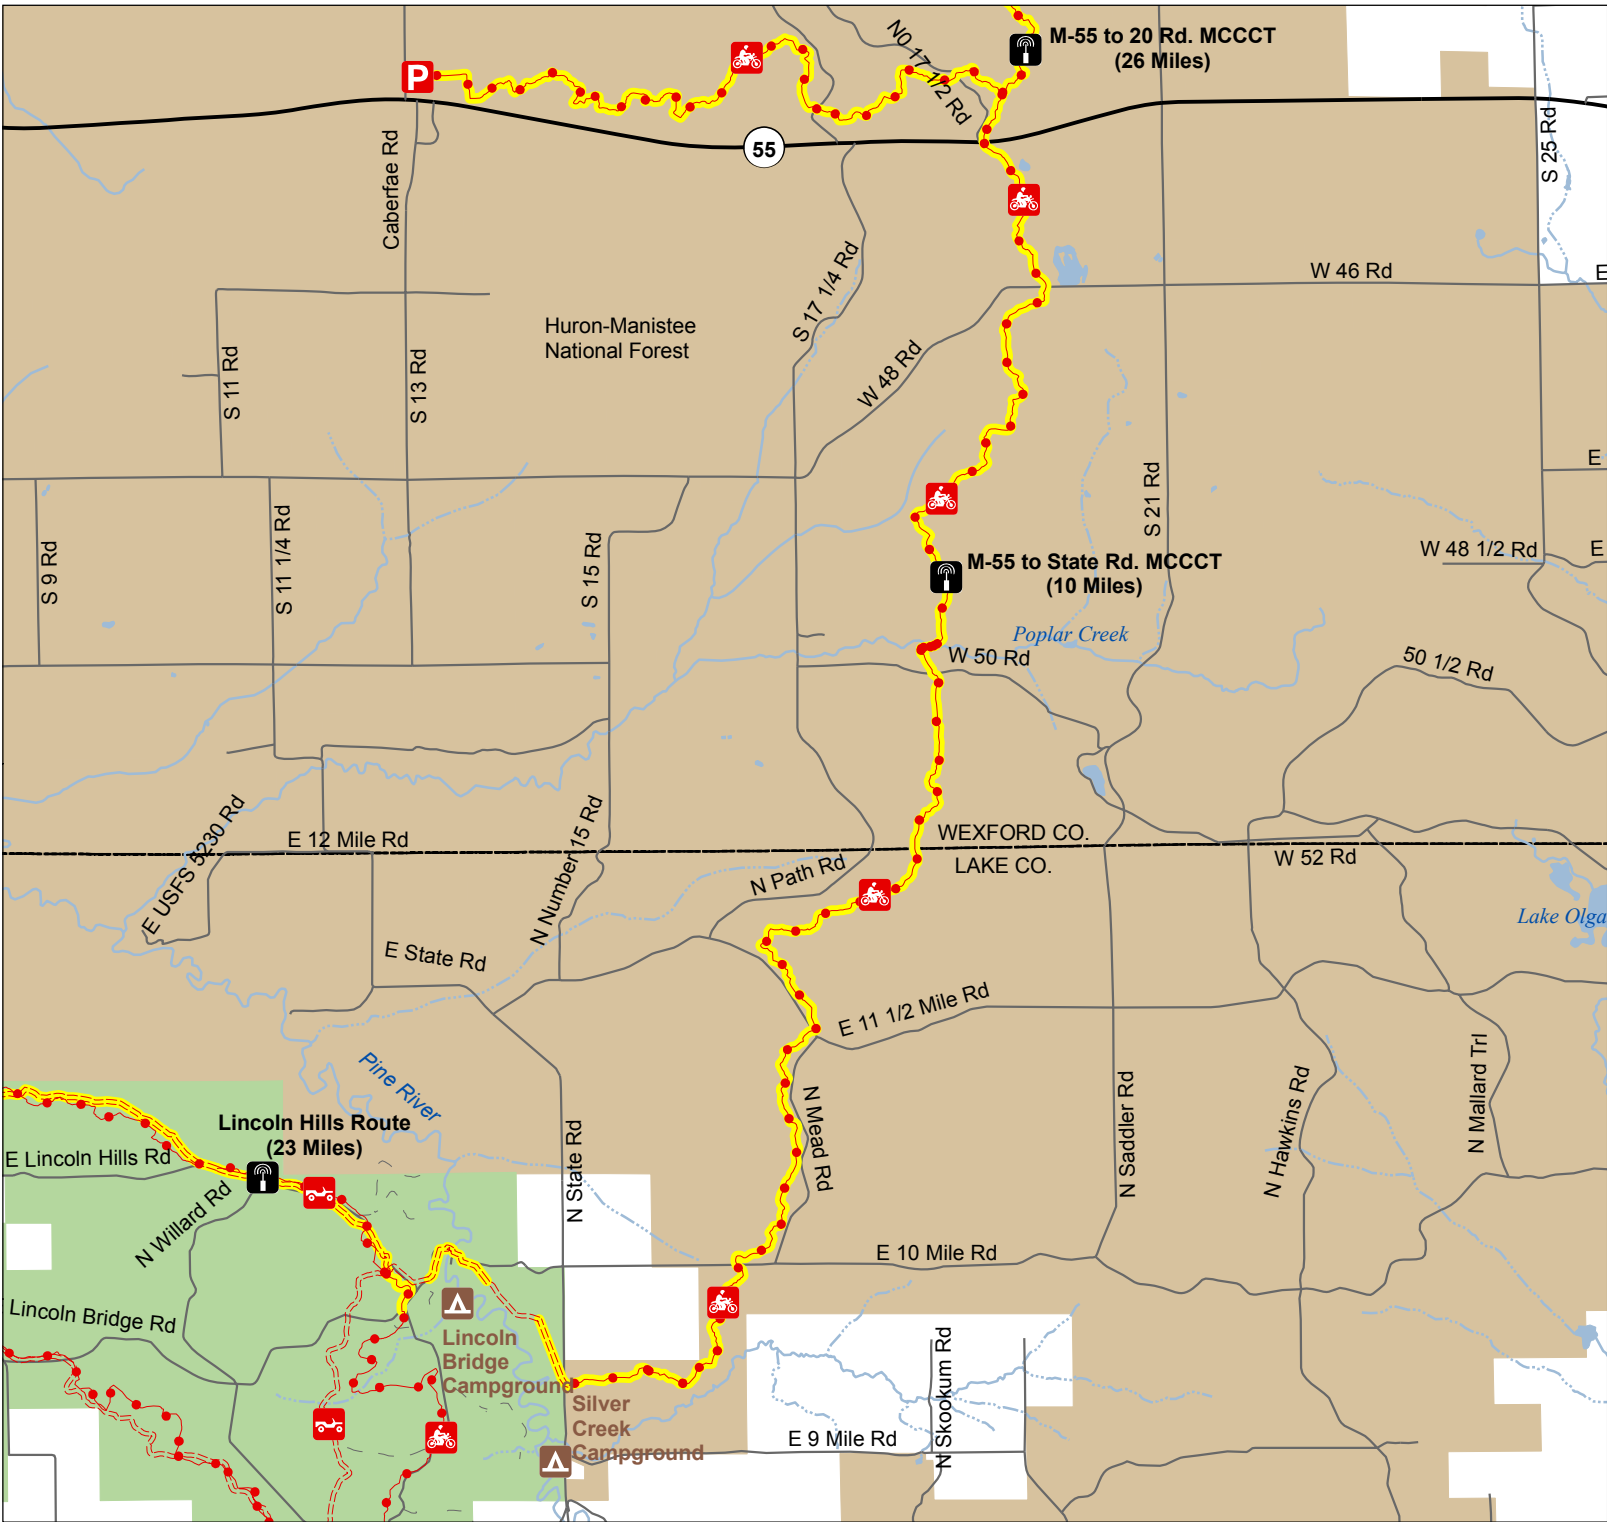 M-55 to 20 Rd. MCCCT
(26 Miles)
N0 17 1/2 Rd
P
55
Caberfae Rd
S 25 Rd
W 46 Rd
E
S 17 1/4 Rd
Huron-Manistee
National Forest
S 11 Rd
S 13 Rd
W 48 Rd
E
S 21 Rd
S 9 Rd
S 11 1/4 Rd
S 15 Rd
W 48 1/2 Rd
E
M-55 to State Rd. MCCCT
(10 Miles)
Poplar Creek
W 50 Rd
50 1/2 Rd
E USFS 5230 Rd
E 12 Mile Rd
N Number 15 Rd
WEXFORD CO.
LAKE CO.
W 52 Rd
N Path Rd
Lake Olga
E State Rd
E 11 1/2 Mile Rd
Pine River
N Mead Rd
N Saddler Rd
N Hawkins Rd
N Mallard Trl
Lincoln Hills Route
(23 Miles)
E Lincoln Hills Rd
N Willard Rd
N State Rd
E 10 Mile Rd
Lincoln Bridge Rd
Lincoln
Bridge
Campground
Silver
Creek
Campground
E 9 Mile Rd
N Skookum Rd